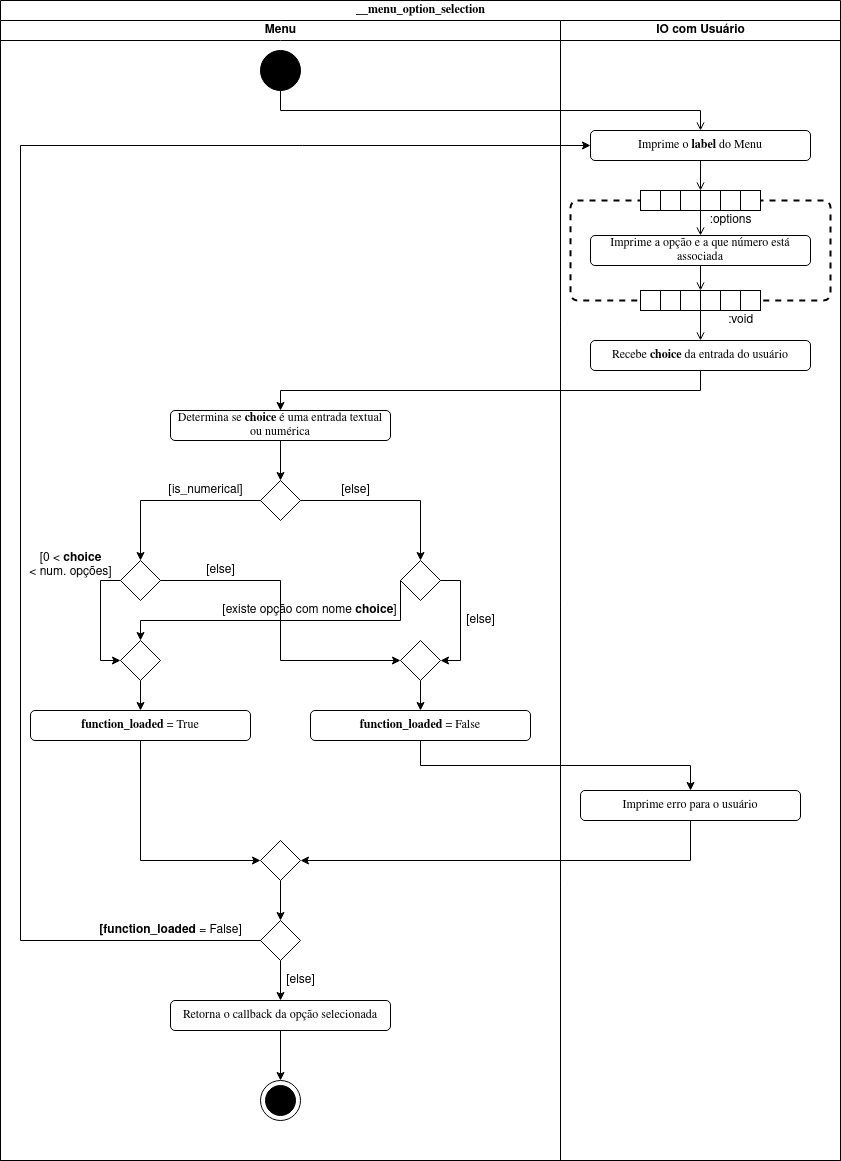 __menu_option_selection
Menu
IO com Usuário
Imprime o label do Menu
:options
Imprime a opção e a que número está
associada
:void
Recebe choice da entrada do usuário
Determina se choice é uma entrada textual
ou numérica
[is_numerical]
[else]
[0 < choice
< num. opções]
[else]
[existe opção com nome choice]
[else]
function_loaded = True
function_loaded = False
Imprime erro para o usuário
[function_loaded = False]
[else]
Retorna o callback da opção selecionada